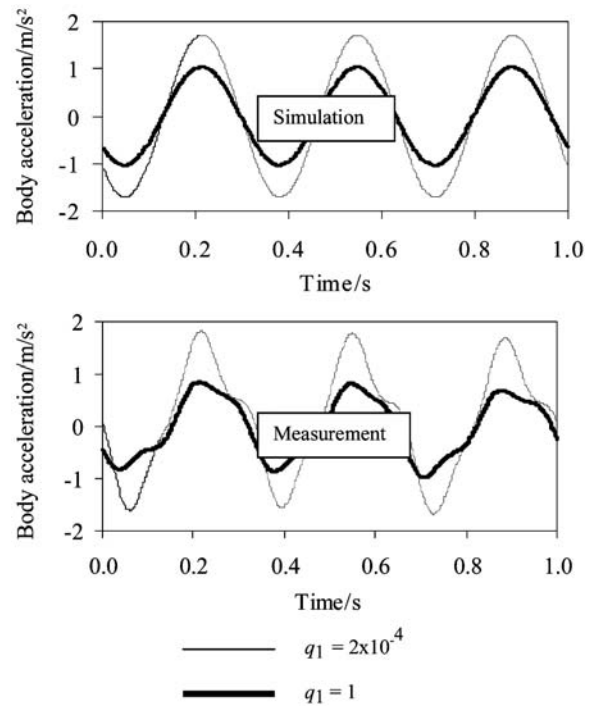 Body acceleration/m/s²
2
1
0
-1
-2
Simulation
0.0 0.2 0.4 0.6 0.8 1.0
Time/s
Body acceleration/m/s²
2
1
0
-1
-2
Measurement
0.0 0.2 0.4 0.6 0.8 1.0
Time/s
q1 = 2x10-4
q1 = 1